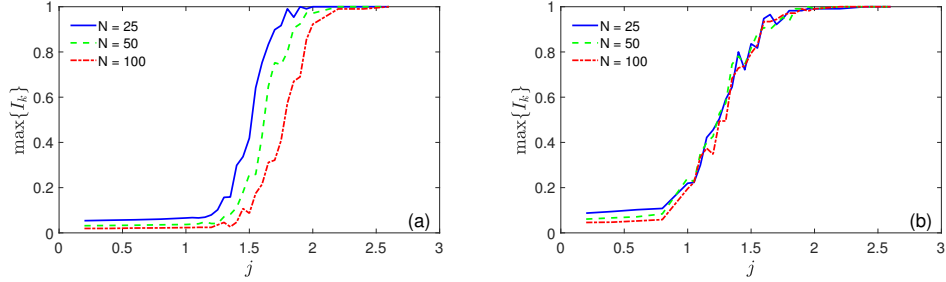 max{I_k}
1
0.8
0.6
0.4
0.2
0
N = 25
N = 50
N = 100
(a)
0 0.5 1 1.5 2 2.5 3
j
max{I_k}
1
0.8
0.6
0.4
0.2
0
N = 25
N = 50
N = 100
(b)
0 0.5 1 1.5 2 2.5 3
j